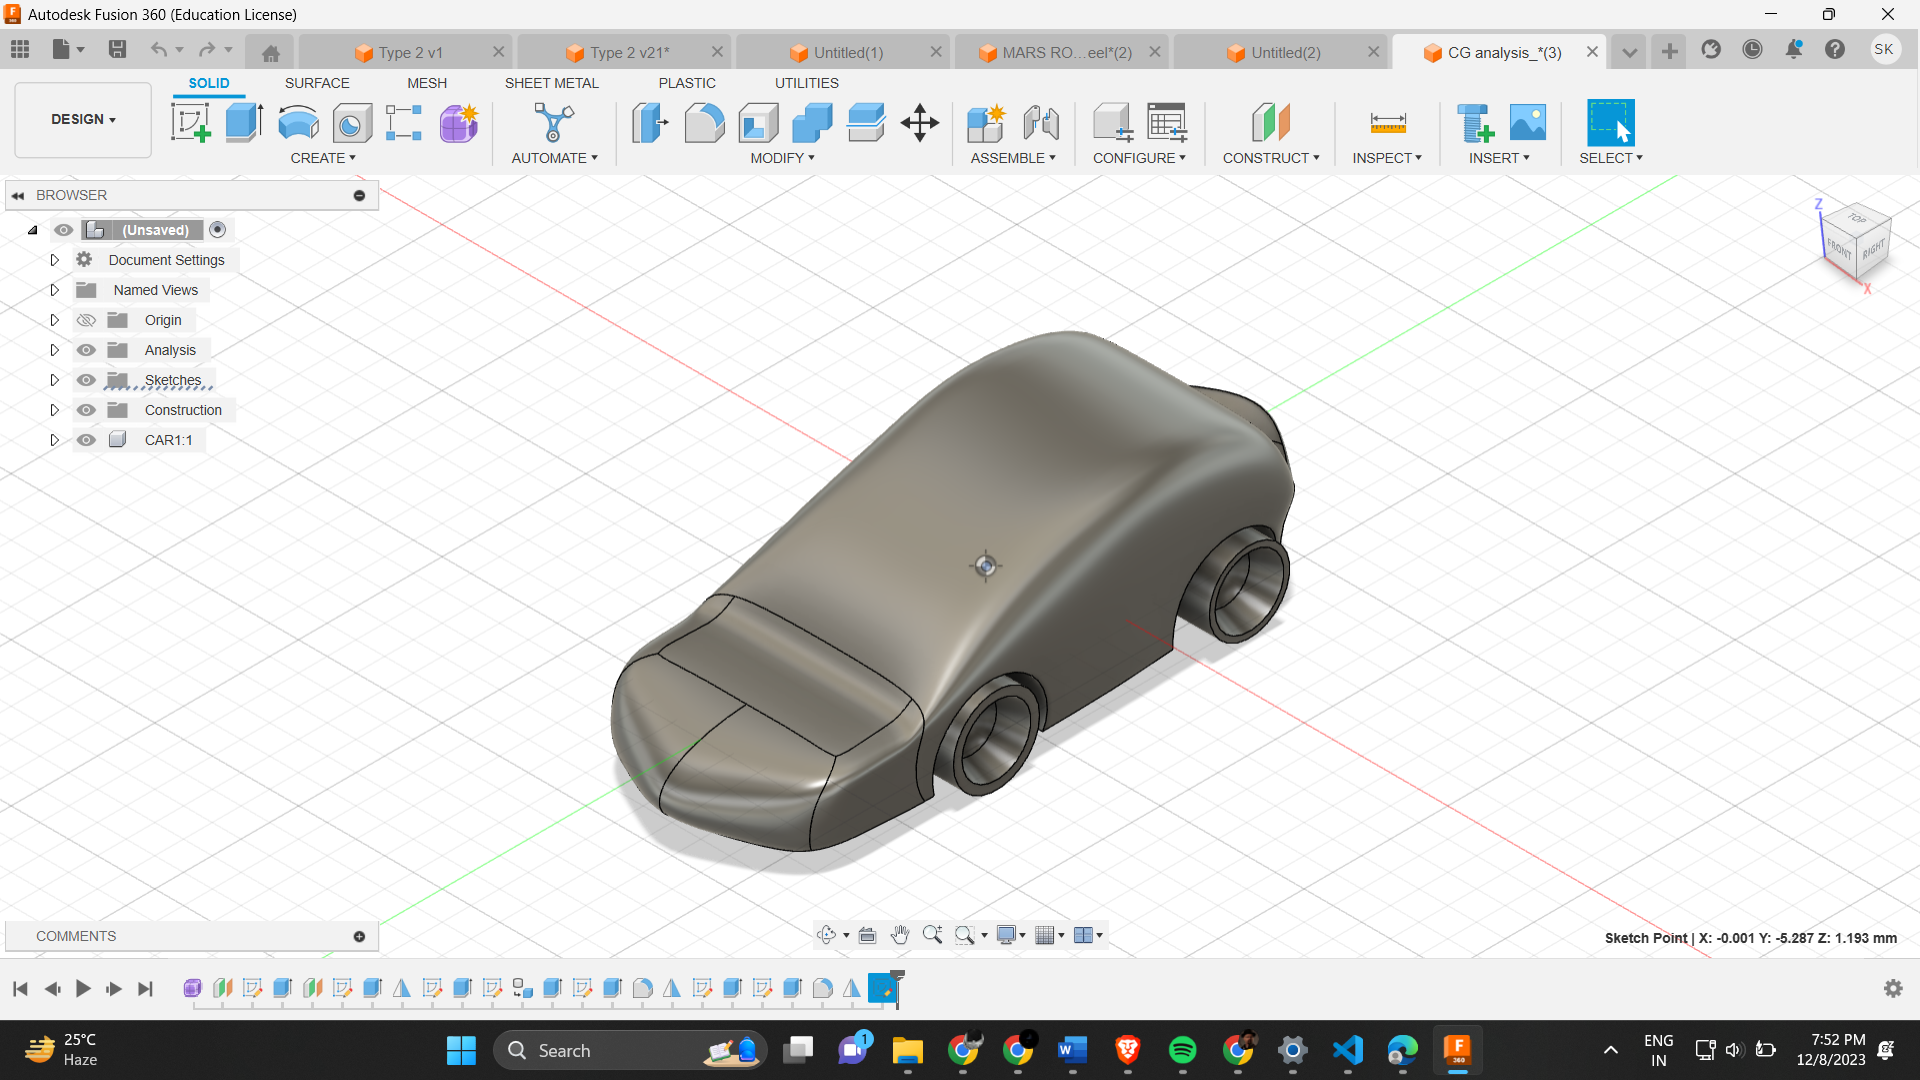 Autodesk Fusion 360 (Education License)
Type 2 v1
Type 2 v21*
Untitled(1)
MARS RO...eel*(2)
Untitled(2)
CG analysis_*(3)
SK
DESIGN
SOLID
SURFACE
MESH
SHEET METAL
PLASTIC
UTILITIES
CREATE
AUTOMATE
MODIFY
ASSEMBLE
CONFIGURE
CONSTRUCT
INSPECT
INSERT
SELECT
BROWSER
(Unsaved)
Document Settings
Named Views
Origin
Analysis
Sketches
Construction
CAR1:1
Z
TOP
FRONT
RIGHT
X
COMMENTS
Sketch Point | X: -0.001 Y: -5.287 Z: 1.193 mm
25°C
Haze
Search
1
ENG
IN
7:52 PM
12/8/2023